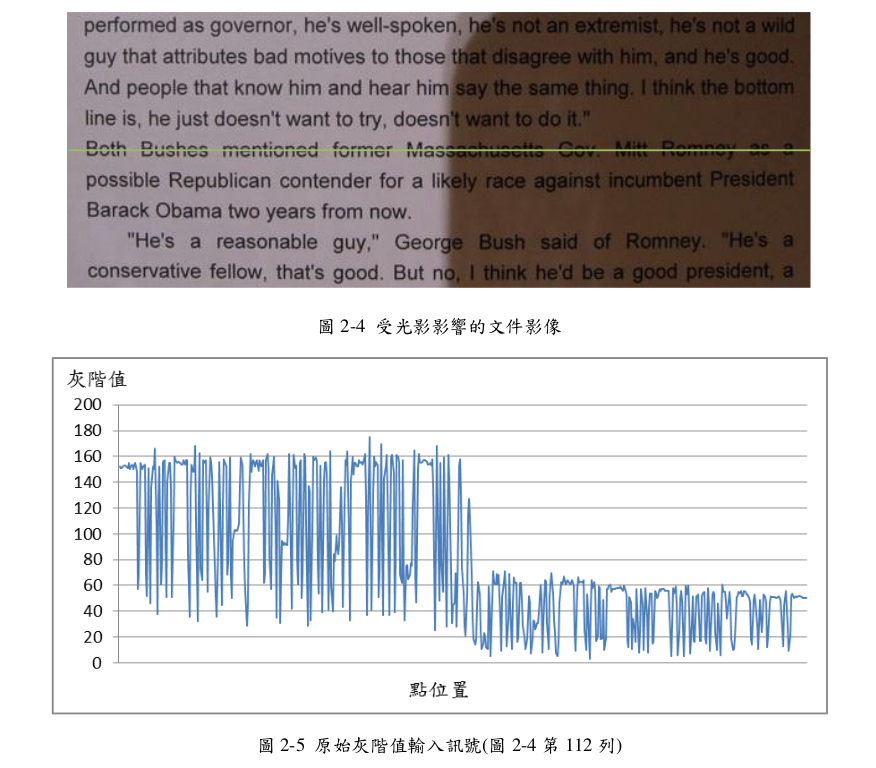 performed as governor, he's well-spoken, he's not an extremist, he's not a wild
guy that attributes bad motives to those that disagree with him, and he's good.
And people that know him and hear him say the same thing. I think the bottom
line is, he just doesn't want to try, doesn't want to do it."
Both Bushes mentioned former Massachusetts Gov. Mitt Romney as a
possible Republican contender for a likely race against incumbent President
Barack Obama two years from now.
"He's a reasonable guy," George Bush said of Romney. "He's a
conservative fellow, that's good. But no, I think he'd be a good president, a
圖 2-4 受光影影響的文件影像
灰階值
200
180
160
140
120
100
80
60
40
20
0
點位置
圖 2-5 原始灰階值輸入訊號(圖 2-4 第 112 列)